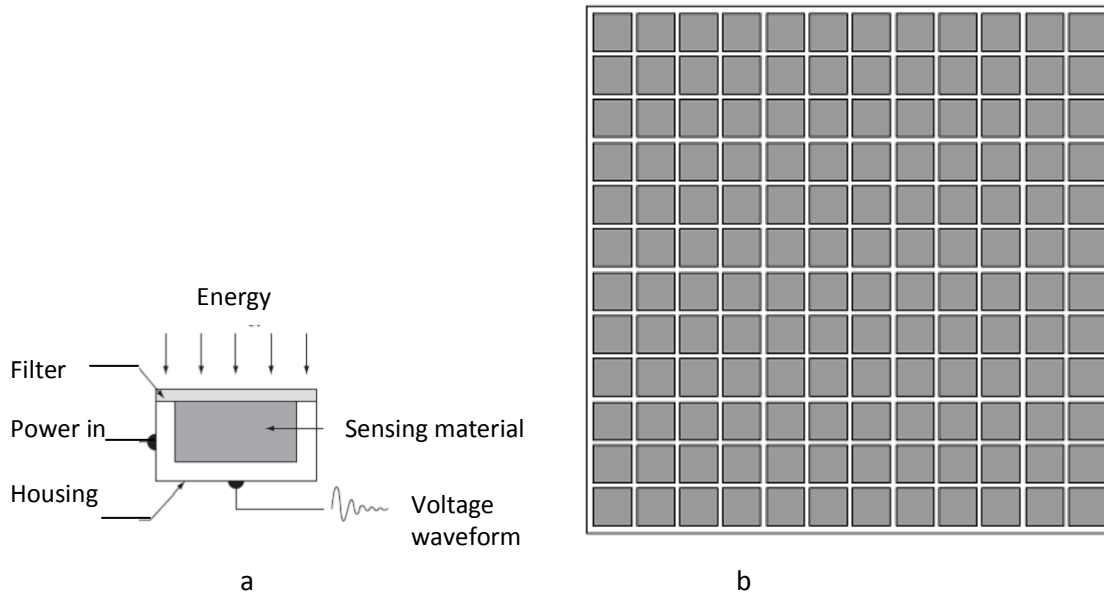 Energy
Filter
Power in
Sensing material
Housing
Voltage
waveform
a
b